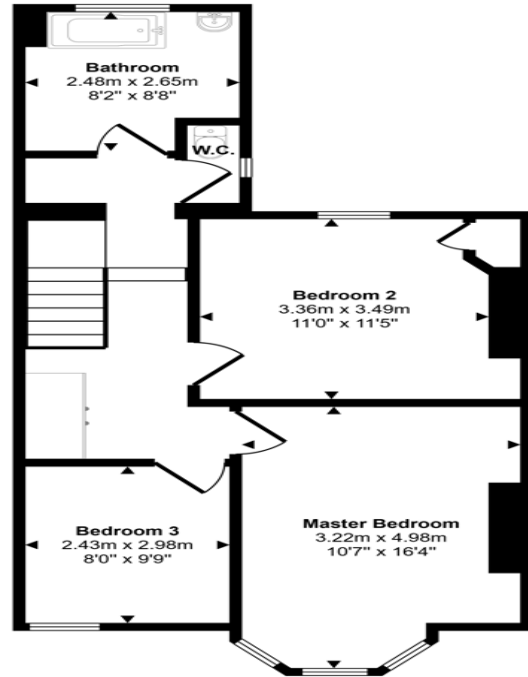 Bathroom
2.48m x 2.65m
8'2" x 8'8"
W.C.
Bedroom 2
3.36m x 3.49m
11'0" x 11'5"
Bedroom 3
2.43m x 2.98m
8'0" x 9'9"
Master Bedroom
3.22m x 4.98m
10'7" x 16'4"